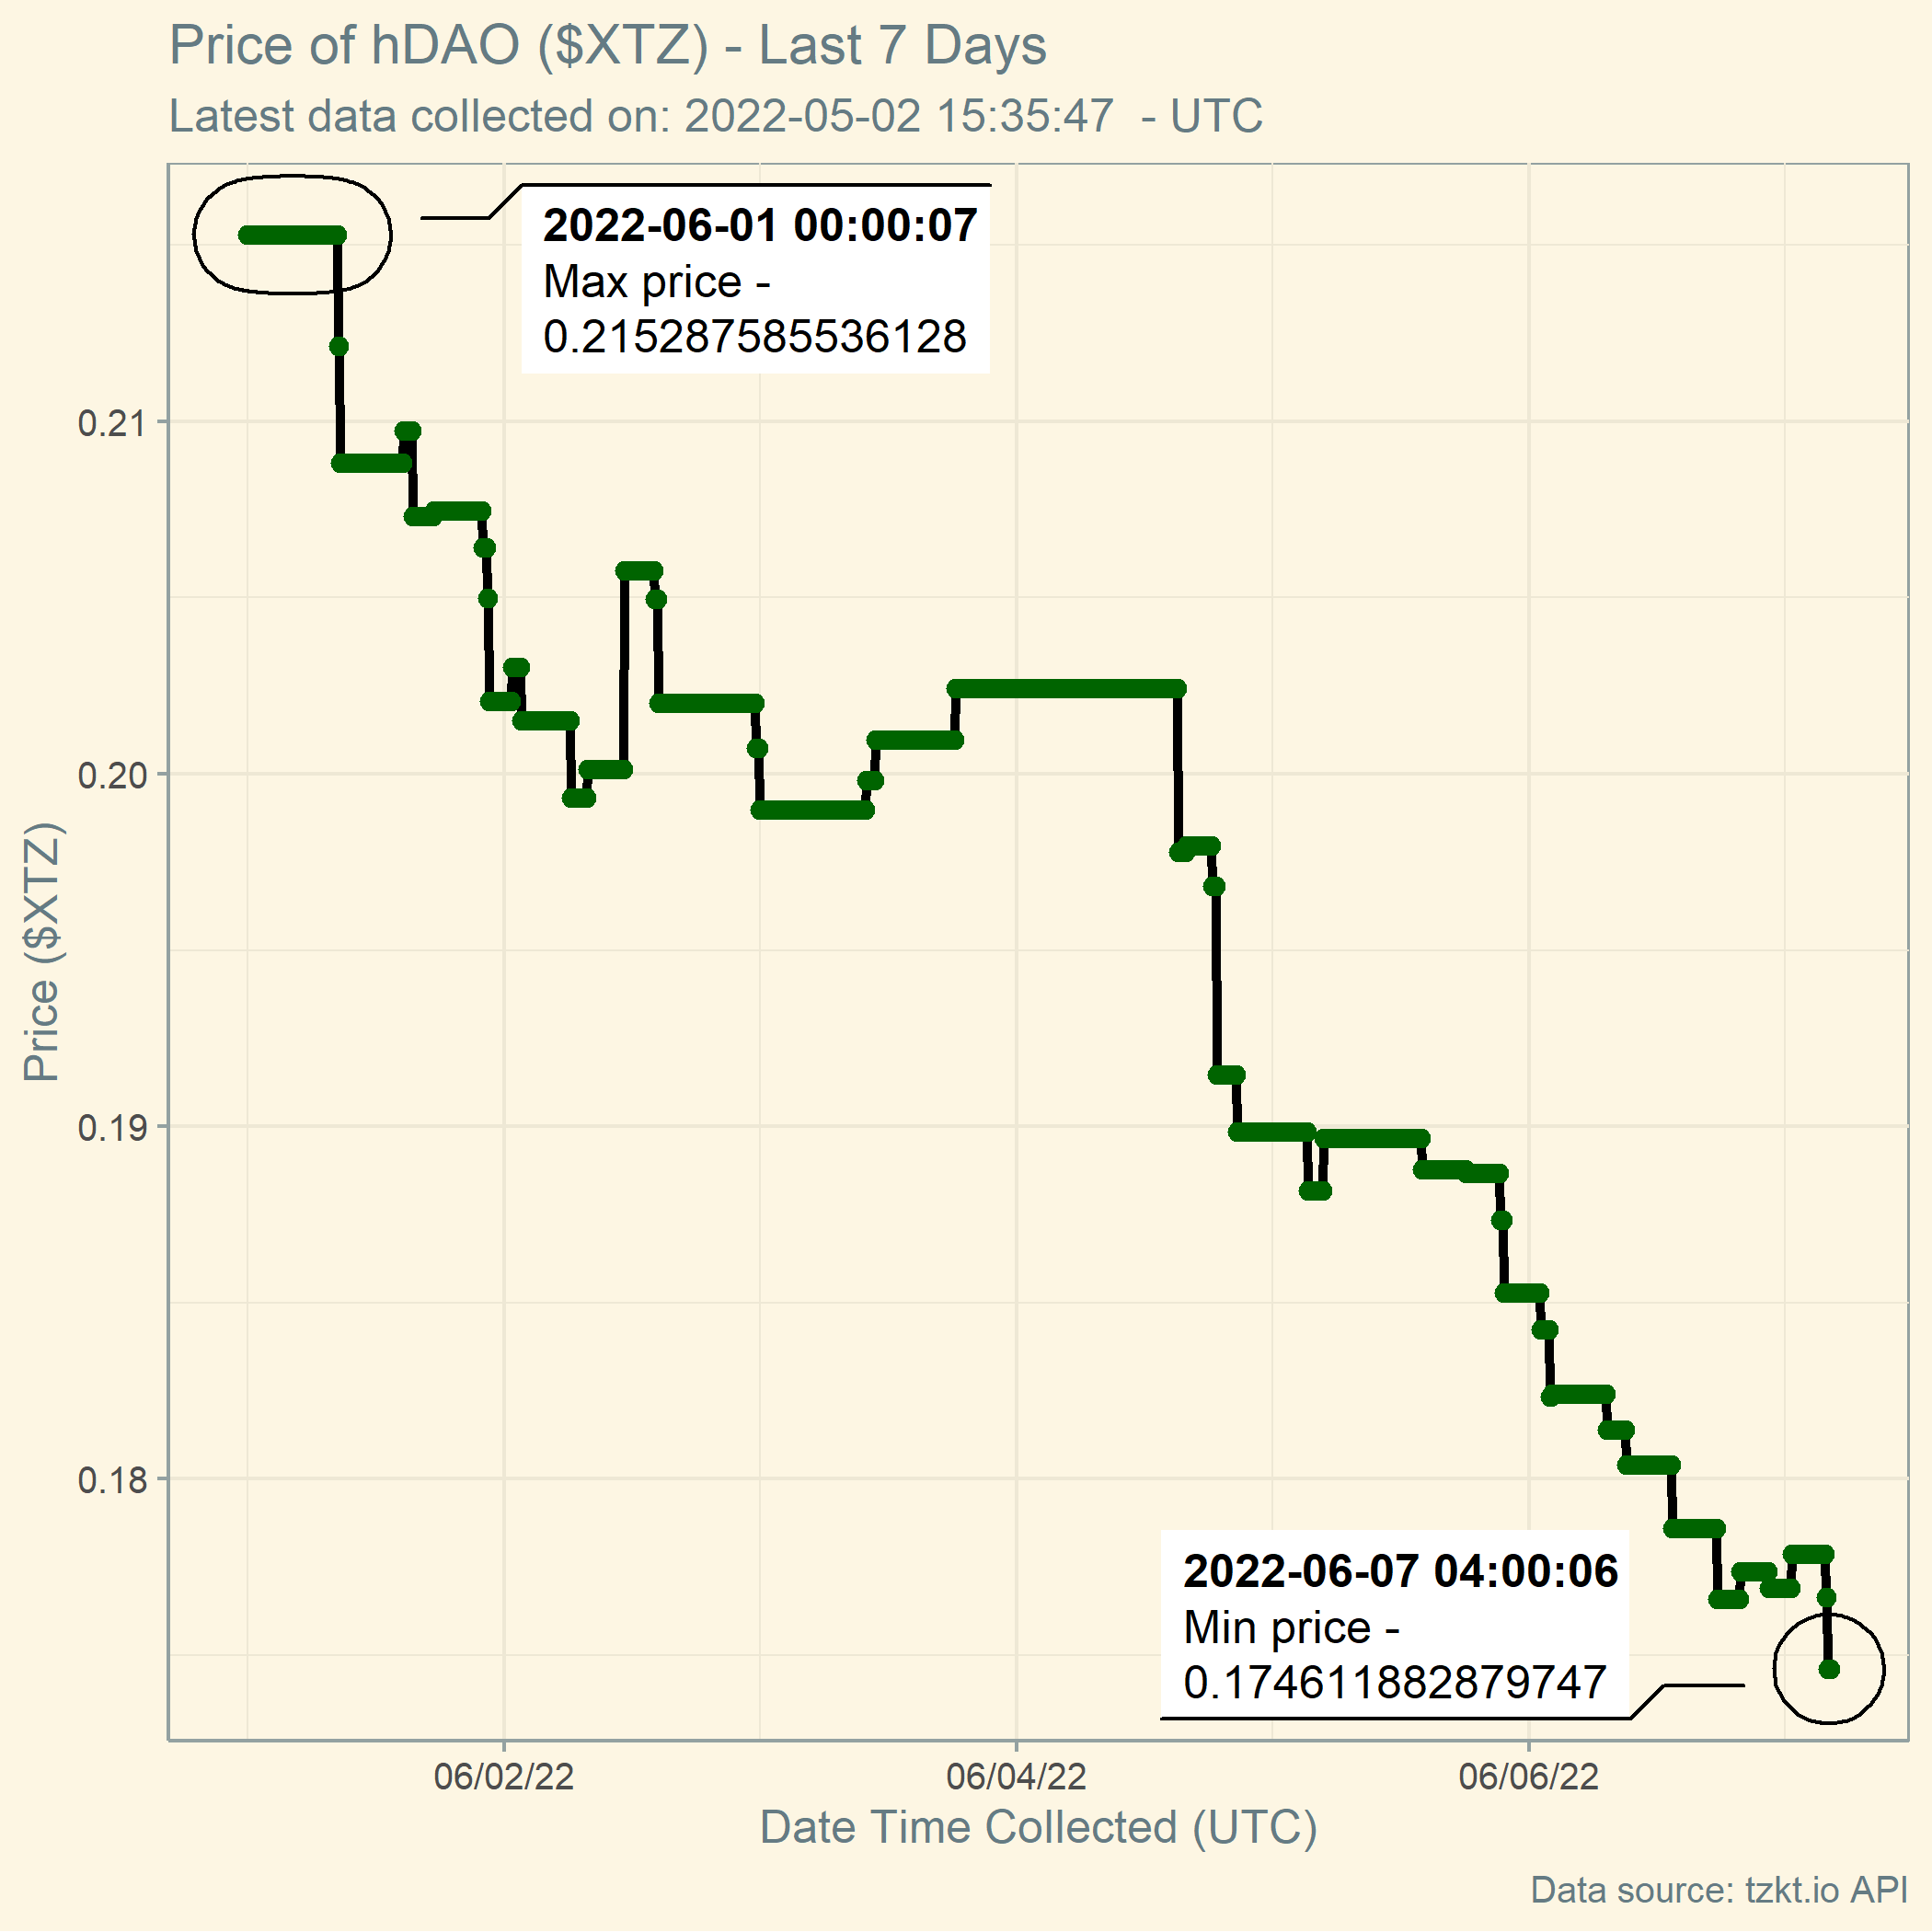 Price of hDAO ($XTZ) - Last 7 Days
Latest data collected on: 2022-05-02 15:35:47 - UTC
2022-06-01 00:00:07
Max price -
0.215287585536128
0.21
0.20
0.19
0.18
Price ($XTZ)
2022-06-07 04:00:06
Min price -
0.174611882879747
06/02/22
06/04/22
06/06/22
Date Time Collected (UTC)
Data source: tzkt.io API